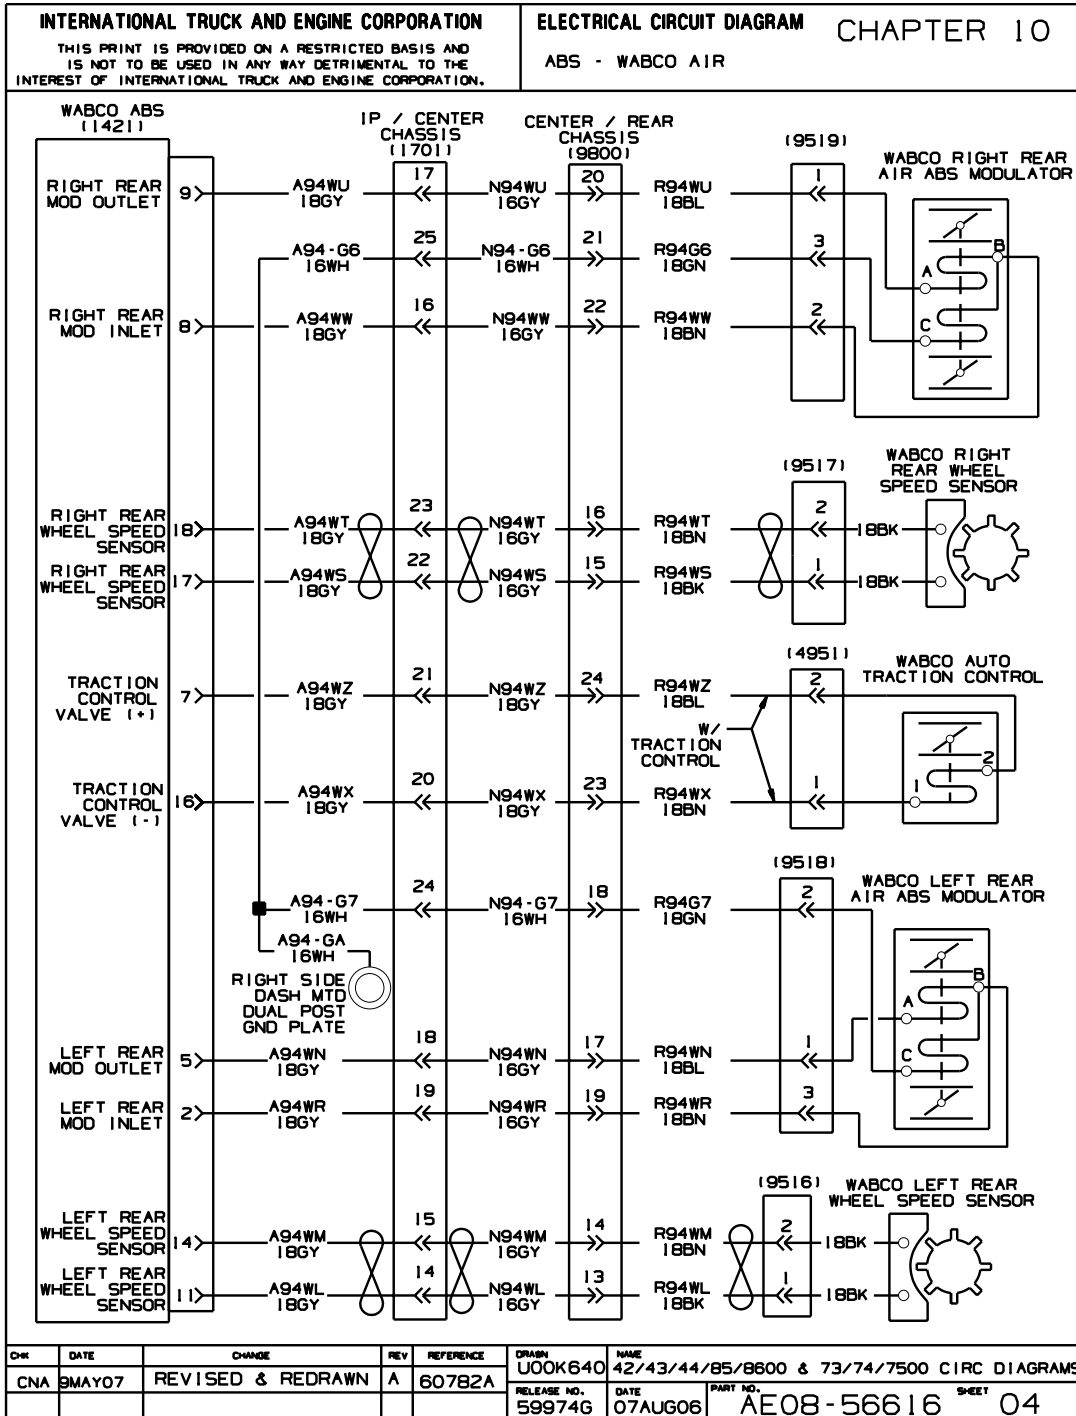 INTERNATIONAL TRUCK AND ENGINE CORPORATION
THIS PRINT IS PROVIDED ON A RESTRICTED BASIS AND
IS NOT TO BE USED IN ANY WAY DETRIMENTAL TO THE
INTEREST OF INTERNATIONAL TRUCK AND ENGINE CORPORATION.
ELECTRICAL CIRCUIT DIAGRAM
ABS - WABCO AIR
CHAPTER 10
WABCO ABS
(1421)
IP / CENTER
CHASSIS
(1701)
CENTER / REAR
CHASSIS
(9800)
(9519)
WABCO RIGHT REAR
AIR ABS MODULATOR
RIGHT REAR
MOD OUTLET
9
A94WU
18GY
17
N94WU
16GY
20
R94WU
18BL
1
A94-G6
16WH
25
N94-G6
16WH
21
R94G6
18GN
3
RIGHT REAR
MOD INLET
8
A94WW
18GY
16
N94WW
16GY
22
R94WW
18BN
2
A
B
C
(9517)
WABCO RIGHT
REAR WHEEL
SPEED SENSOR
RIGHT REAR
WHEEL SPEED
SENSOR
18
A94WT
18GY
23
N94WT
16GY
16
R94WT
18BN
2
18BK
RIGHT REAR
WHEEL SPEED
SENSOR
17
A94WS
18GY
22
N94WS
16GY
15
R94WS
18BK
1
18BK
(4951)
WABCO AUTO
TRACTION CONTROL
TRACTION
CONTROL
VALVE (+)
7
A94WZ
18GY
21
N94WZ
18GY
24
R94WZ
18BL
2
W/
TRACTION
CONTROL
TRACTION
CONTROL
VALVE (-)
16
A94WX
18GY
20
N94WX
18GY
23
R94WX
18BN
1
1
2
(9518)
WABCO LEFT REAR
AIR ABS MODULATOR
A94-G7
16WH
24
N94-G7
16WH
18
R94G7
18GN
2
A94-GA
16WH
RIGHT SIDE
DASH MTD
DUAL POST
GND PLATE
LEFT REAR
MOD OUTLET
5
A94WN
18GY
18
N94WN
16GY
17
R94WN
18BL
1
LEFT REAR
MOD INLET
2
A94WR
18GY
19
N94WR
16GY
19
R94WR
18BN
3
A
B
C
(9516)
WABCO LEFT REAR
WHEEL SPEED SENSOR
LEFT REAR
WHEEL SPEED
SENSOR
14
A94WM
18GY
15
N94WM
16GY
14
R94WM
18BN
2
18BK
LEFT REAR
WHEEL SPEED
SENSOR
11
A94WL
18GY
14
N94WL
16GY
13
R94WL
18BK
1
18BK
CHK DATE CHANGE REV REFERENCE
CNA 9MAY07 REVISED & REDRAWN A 60782A
DRAWN
U00K640
NAME
42/43/44/85/8600 & 73/74/7500 CIRC DIAGRAMS
RELEASE NO.
59974G
DATE
07AUG06
PART NO.
AE08-56616
SHEET
04